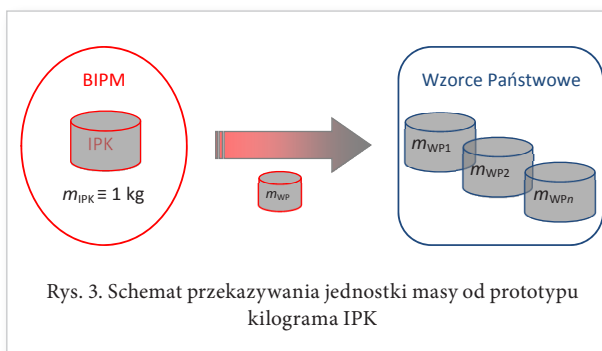 BIPM
IPK
mIPK ≡ 1 kg
mWP
Wzorce Państwowe
mWP1
mWP2
mWPn
Rys. 3. Schemat przekazywania jednostki masy od prototypu
kilograma IPK